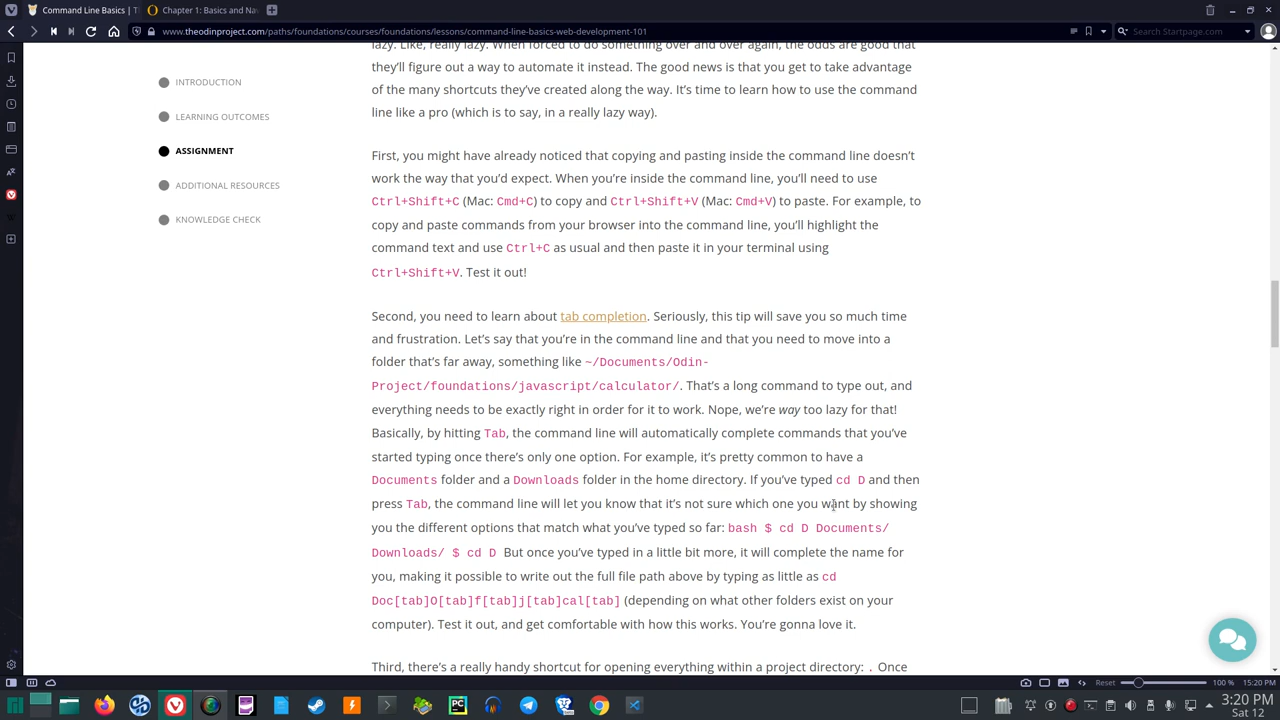 Command Line Basics
Chapter 1: Basics and Na
www.theodinproject.com/paths/foundations/courses/foundations/lessons/command-line-basics-web-development-101
Search Startpage.com
lazy. Like, really lazy. When forced to do something over and over again, the odds are good that
they'll figure out a way to automate it instead. The good news is that you get to take advantage
of the many shortcuts they've created along the way. It's time to learn how to use the command
line like a pro (which is to say, in a really lazy way).
INTRODUCTION
LEARNING OUTCOMES
ASSIGNMENT
ADDITIONAL RESOURCES
KNOWLEDGE CHECK
First, you might have already noticed that copying and pasting inside the command line doesn't
work the way that you'd expect. When you're inside the command line, you'll need to use
Ctrl+Shift+C (Mac: Cmd+C) to copy and Ctrl+Shift+V (Mac: Cmd+V) to paste. For example, to
copy and paste commands from your browser into the command line, you'll highlight the
command text and use Ctrl+C as usual and then paste it in your terminal using
Ctrl+Shift+V. Test it out!
Second, you need to learn about tab completion. Seriously, this tip will save you so much time
and frustration. Let's say that you're in the command line and that you need to move into a
folder that's far away, something like ~/Documents/Odin-
Project/foundations/javascript/calculator/. That's a long command to type out, and
everything needs to be exactly right in order for it to work. Nope, we're way too lazy for that!
Basically, by hitting Tab, the command line will automatically complete commands that you've
started typing once there's only one option. For example, it's pretty common to have a
Documents folder and a Downloads folder in the home directory. If you've typed cd D and then
press Tab, the command line will let you know that it's not sure which one you want by showing
you the different options that match what you've typed so far: bash $ cd D Documents/
Downloads/ $ cd D But once you've typed in a little bit more, it will complete the name for
you, making it possible to write out the full file path above by typing as little as cd
Doc[tab]O[tab]f[tab]j[tab]cal[tab] (depending on what other folders exist on your
computer). Test it out, and get comfortable with how this works. You're gonna love it.
Third, there's a really handy shortcut for opening everything within a project directory: . Once
Reset
100 %
15:20 PM
3:20 PM
Sat 12